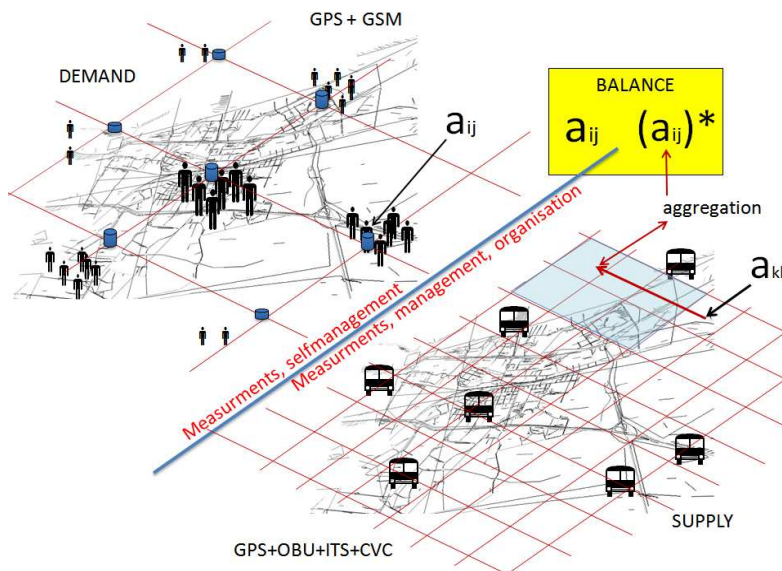 GPS + GSM
DEMAND
BALANCE
aij (aij)*
aij
aggregation
akl
Measurments, selfmanagement
Measurments, management, organisation
SUPPLY
GPS+OBU+ITS+CVC